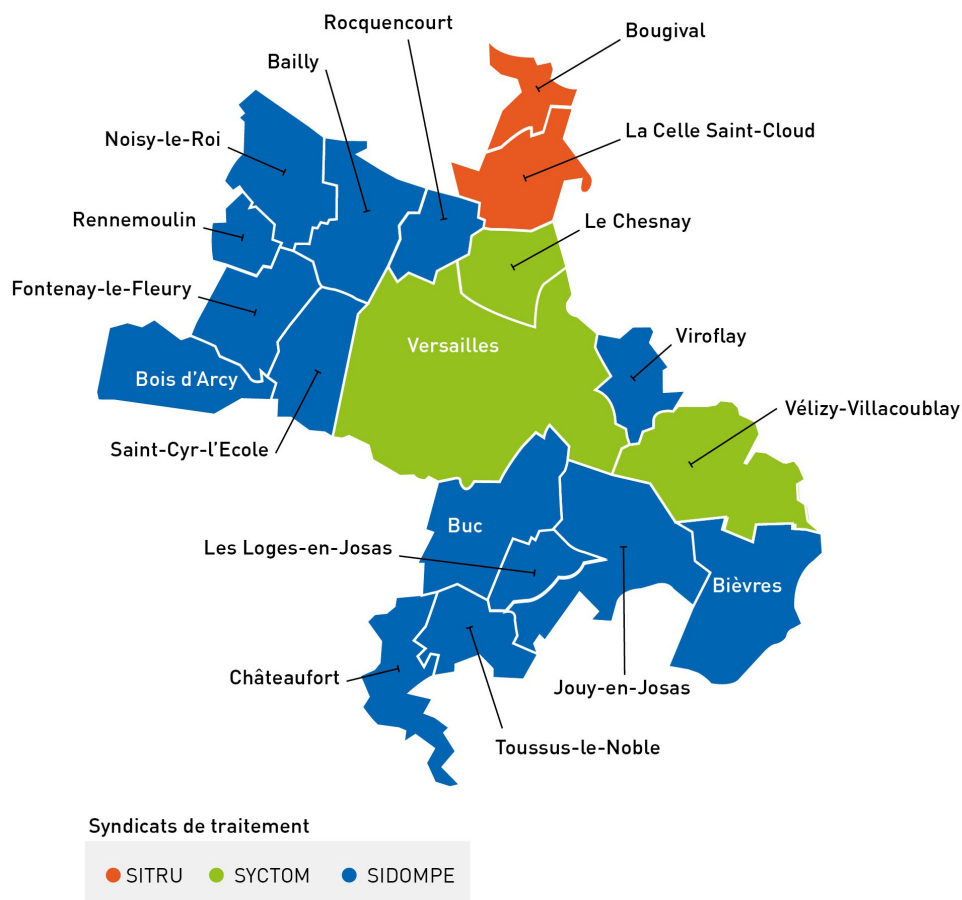 Rocquencourt
Bougival
Bailly
La Celle Saint-Cloud
Noisy-le-Roi
Rennemoulin
Le Chesnay
Fontenay-le-Fleury
Viroflay
Versailles
Bois d'Arcy
Vélizy-Villacoublay
Saint-Cyr-l'Ecole
Buc
Les Loges-en-Josas
Bièvres
Châteaufort
Jouy-en-Josas
Toussus-le-Noble
Syndicats de traitement
SITRU SYCTOM SIDOMPE